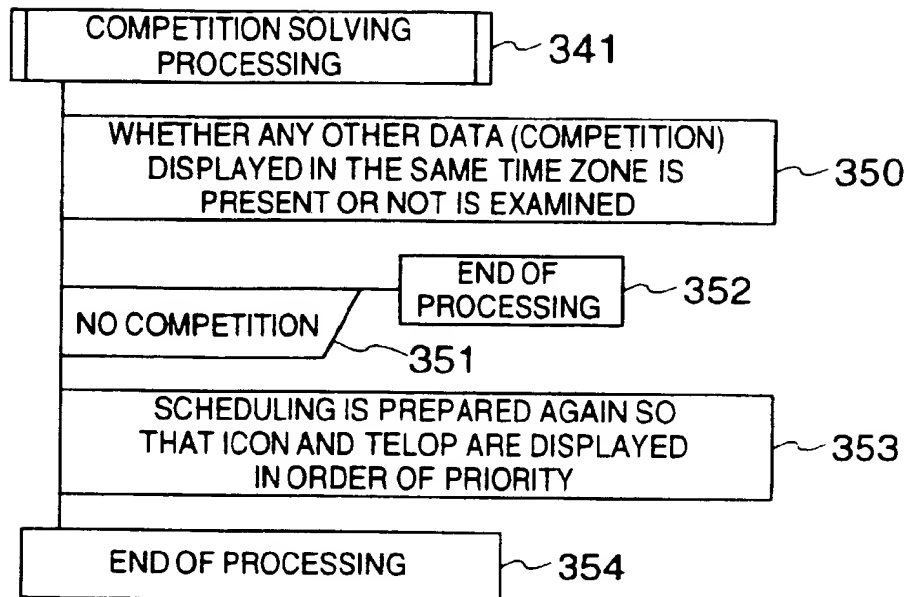 COMPETITION SOLVING
PROCESSING
341
WHETHER ANY OTHER DATA (COMPETITION)
DISPLAYED IN THE SAME TIME ZONE IS
PRESENT OR NOT IS EXAMINED
350
END OF
PROCESSING
352
NO COMPETITION
351
SCHEDULING IS PREPARED AGAIN SO
THAT ICON AND TELOP ARE DISPLAYED
IN ORDER OF PRIORITY
353
END OF PROCESSING
354